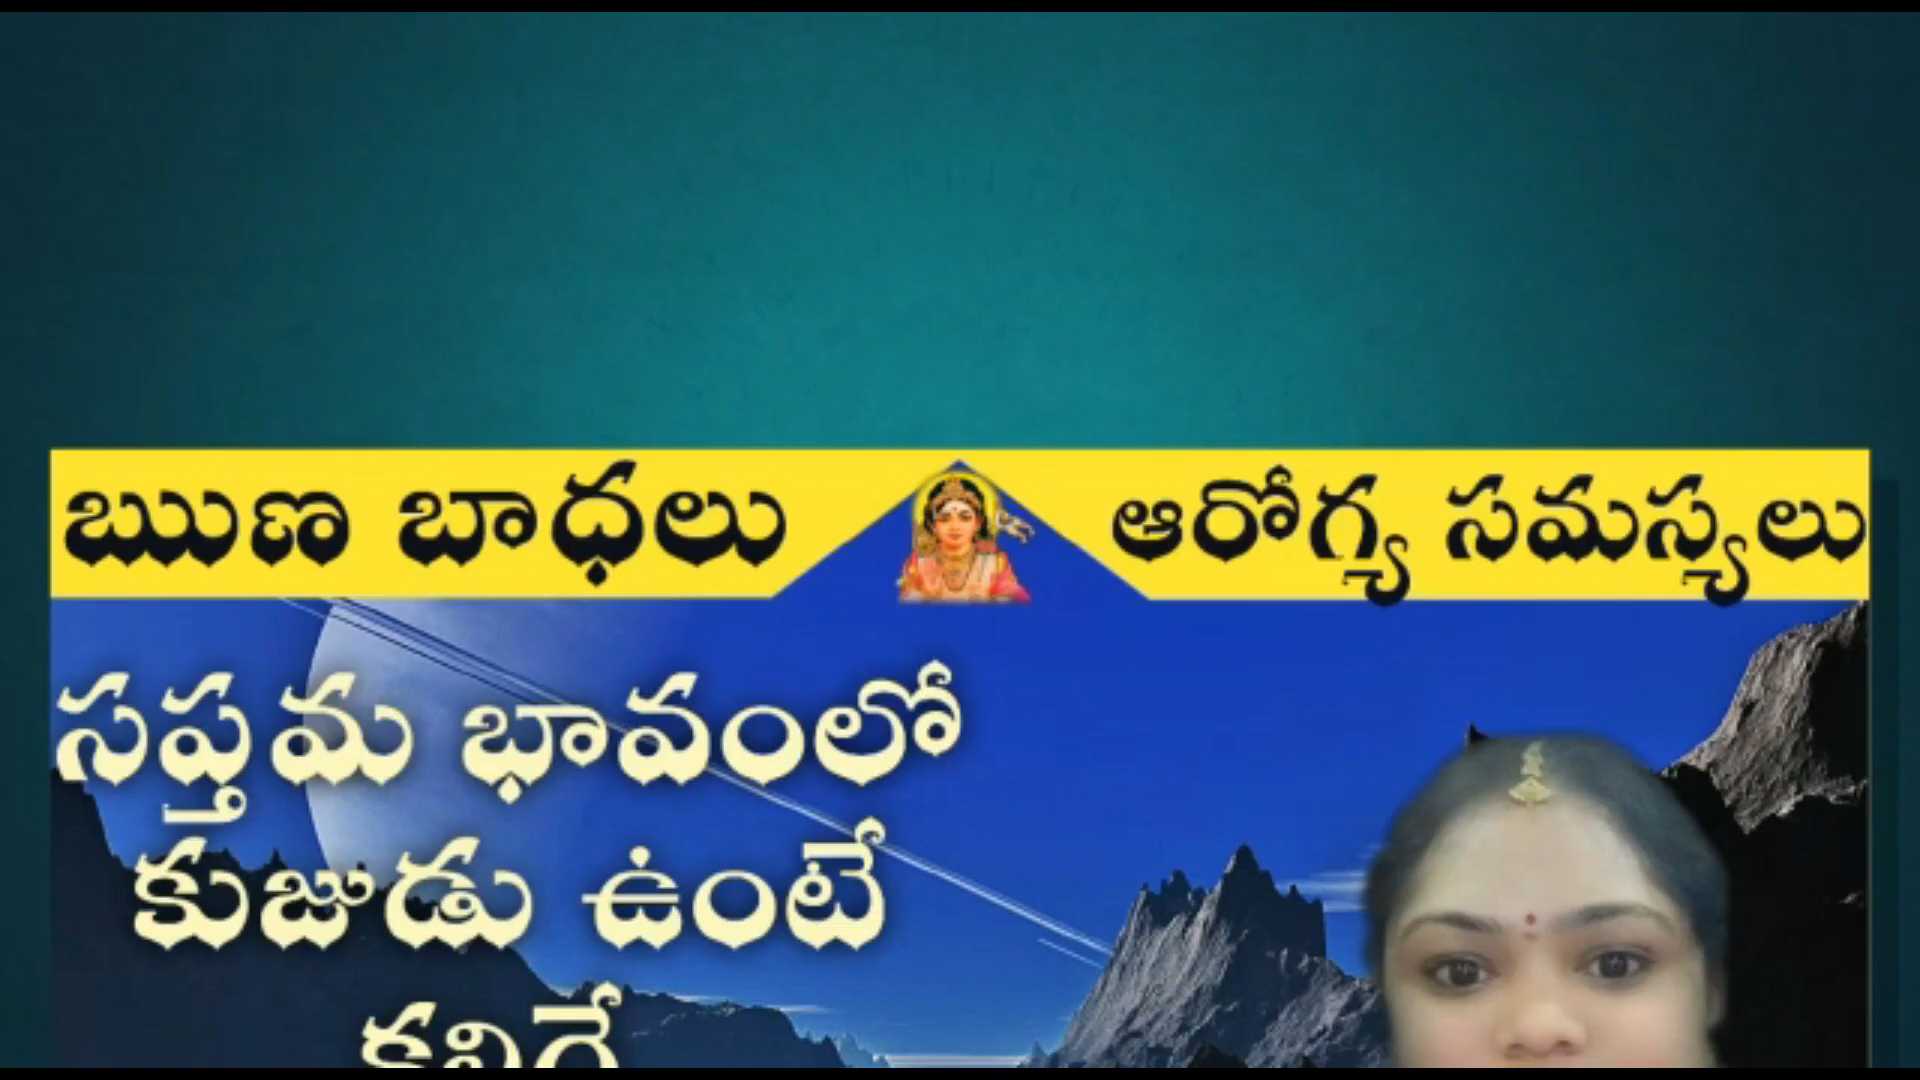 ఋణ బాధలు
ఆరోగ్య సమస్యలు
సప్తమ భావంలో
కుజుడు ఉంటే